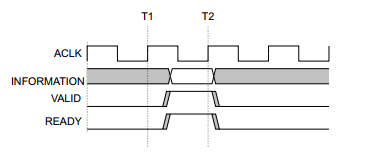 T1 T2
ACLK
INFORMATION
VALID
READY